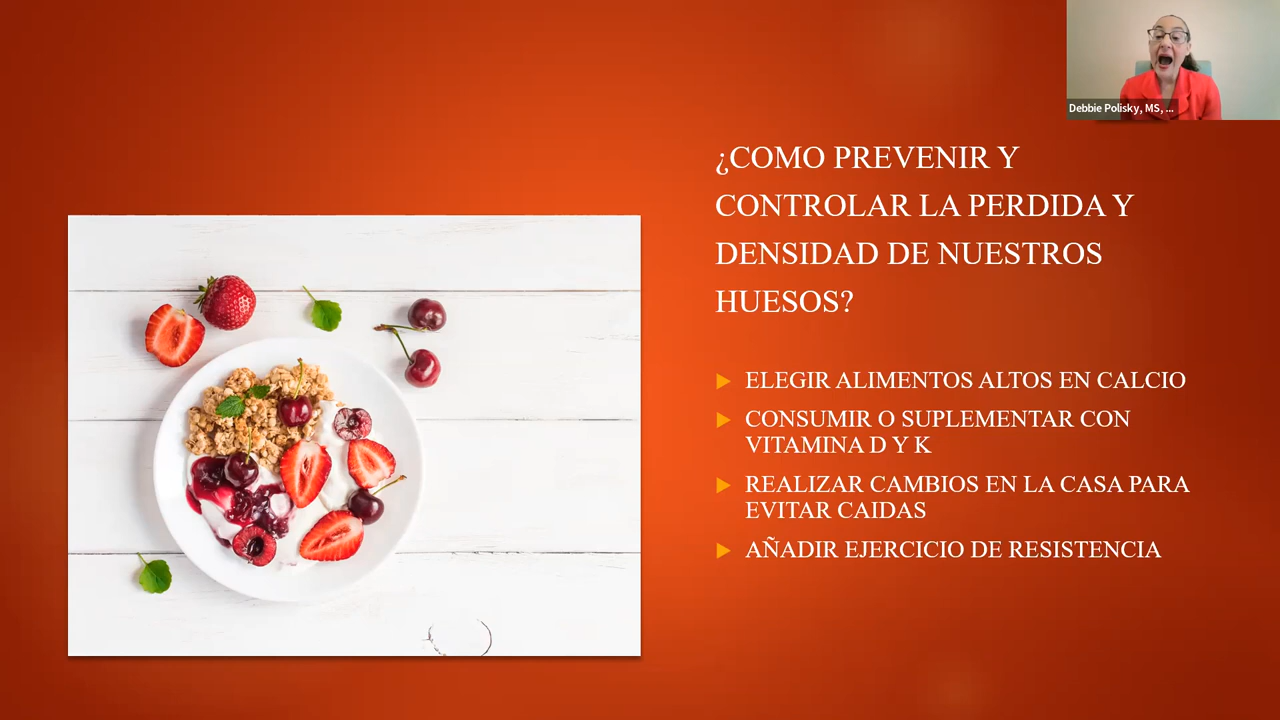 Debbie Polisky, MS, ...
¿COMO PREVENIR Y
CONTROLAR LA PERDIDA Y
DENSIDAD DE NUESTROS
HUESOS?
ELEGIR ALIMENTOS ALTOS EN CALCIO
CONSUMIR O SUPLEMENTAR CON
VITAMINA D Y K
REALIZAR CAMBIOS EN LA CASA PARA
EVITAR CAIDAS
AÑADIR EJERCICIO DE RESISTENCIA